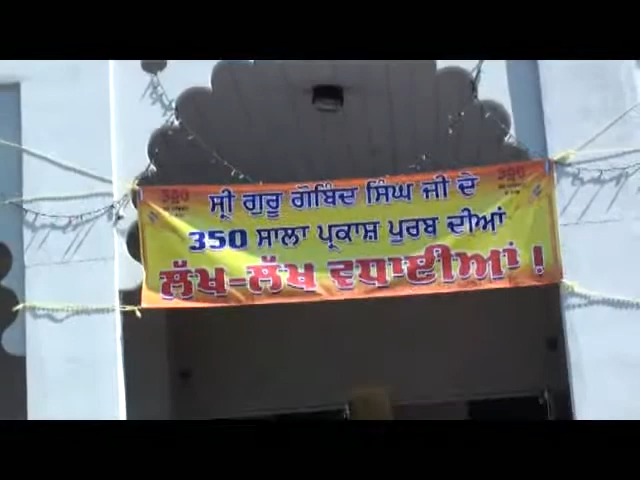 ਸ੍ਰੀ ਗੁਰੂ ਗੋਬਿੰਦ ਸਿੰਘ ਜੀ ਦੇ
350 ਸਾਲਾ ਪ੍ਰਕਾਸ਼ ਪੁਰਬ ਦੀਆਂ
ਲੱਖ-ਲੱਖ ਵਧਾਈਆਂ !